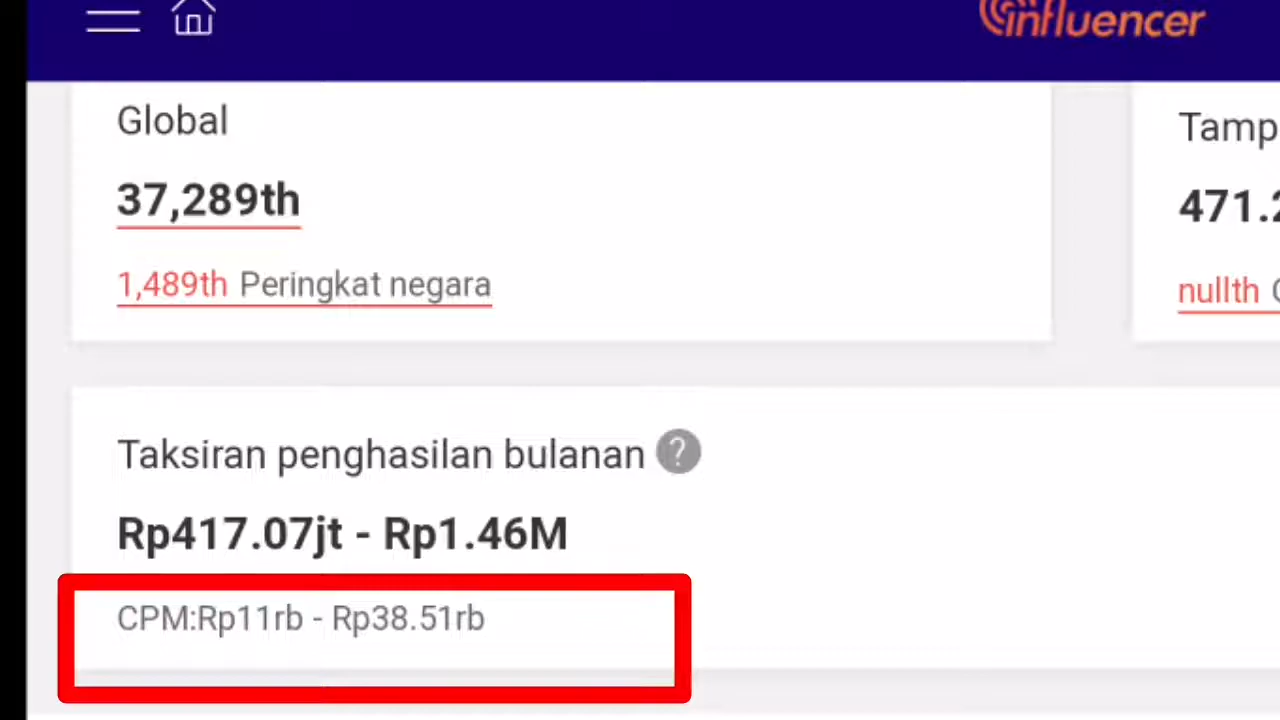 influencer
Global
37,289th
1,489th Peringkat negara
Tamp
471.2
nullth
Taksiran penghasilan bulanan ?
Rp417.07jt - Rp1.46M
CPM:Rp11rb - Rp38.51rb